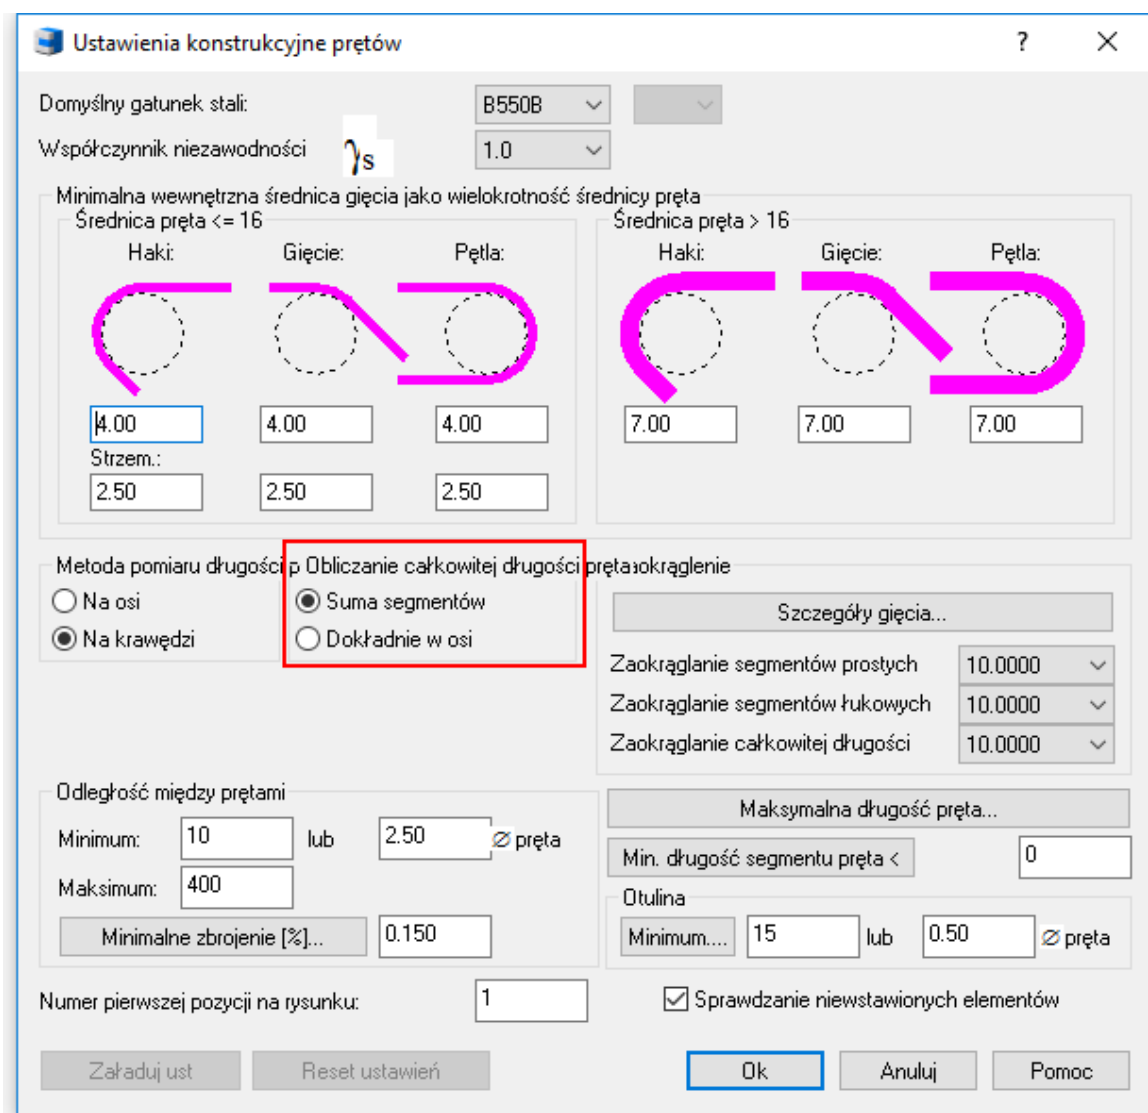 Ustawienia konstrukcyjne prętów ? ×
Domyślny gatunek stali: B550B
Współczynnik niezawodności γs 1.0
Minimalna wewnętrzna średnica gięcia jako wielokrotność średnicy pręta
Średnica pręta <= 16 Średnica pręta > 16
Haki: Gięcie: Pętla: Haki: Gięcie: Pętla:
4.00 4.00 4.00 7.00 7.00 7.00
Strzem.:
2.50 2.50 2.50
Metoda pomiaru długości p Obliczanie całkowitej długości pręta okrąglenie
Na osi Suma segmentów Szczegóły gięcia...
Na krawędzi Dokładnie w osi
Zaokrąglanie segmentów prostych 10.0000
Zaokrąglanie segmentów łukowych 10.0000
Zaokrąglanie całkowitej długości 10.0000
Odległość między prętami
Minimum: 10 lub 2.50 ∅ pręta
Maksimum: 400
Minimalne zbrojenie [%]... 0.150
Maksymalna długość pręta...
Min. długość segmentu pręta < 0
Otulina
Minimum.... 15 lub 0.50 ∅ pręta
Numer pierwszej pozycji na rysunku: 1 Sprawdzanie niewstawionych elementów
Załaduj ust Reset ustawień Ok Anuluj Pomoc